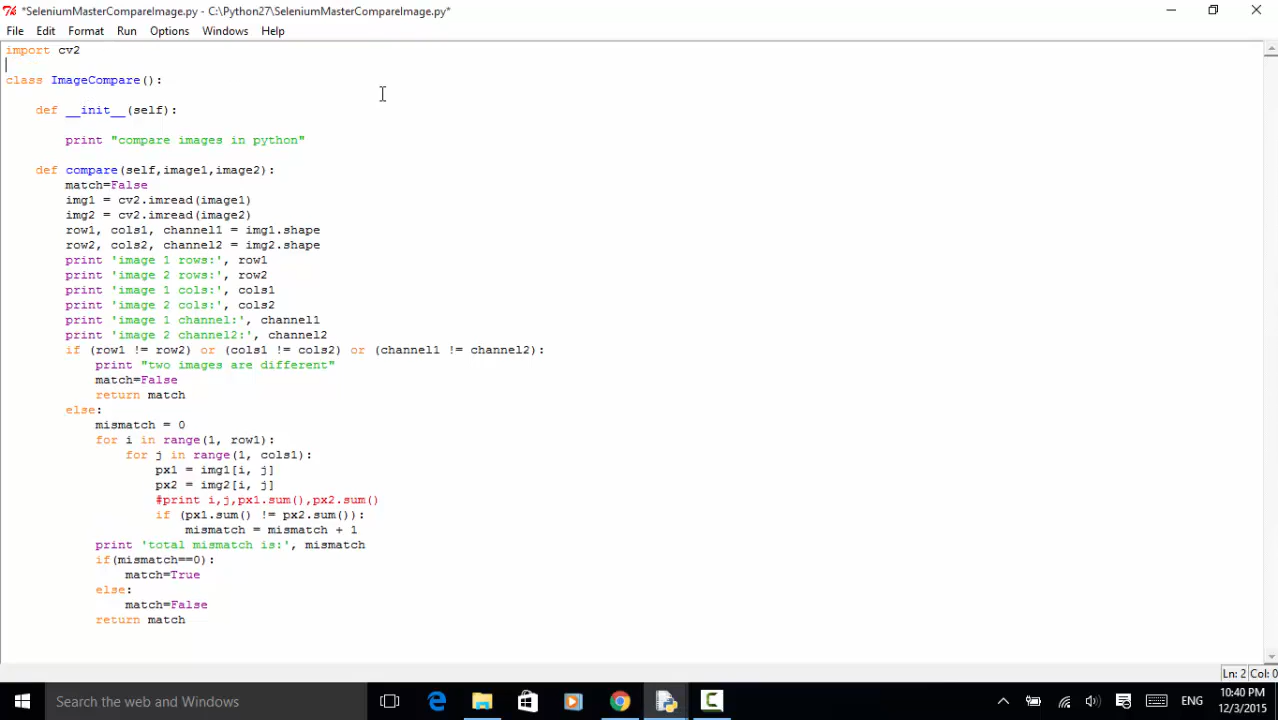 *SeleniumMasterCompareImage.py - C:\Python27\SeleniumMasterCompareImage.py*
File Edit Format Run Options Windows Help
import cv2
class ImageCompare():
def __init__(self):
print "compare images in python"
def compare(self,image1,image2):
match=False
img1 = cv2.imread(image1)
img2 = cv2.imread(image2)
row1, cols1, channel1 = img1.shape
row2, cols2, channel2 = img2.shape
print 'image 1 rows:', row1
print 'image 2 rows:', row2
print 'image 1 cols:', cols1
print 'image 2 cols:', cols2
print 'image 1 channel:', channel1
print 'image 2 channel2:', channel2
if (row1 != row2) or (cols1 != cols2) or (channel1 != channel2):
print "two images are different"
match=False
return match
else:
mismatch = 0
for i in range(1, row1):
for j in range(1, cols1):
px1 = img1[i, j]
px2 = img2[i, j]
#print i,j,px1.sum(),px2.sum()
if (px1.sum() != px2.sum()):
mismatch = mismatch + 1
print 'total mismatch is:', mismatch
if(mismatch==0):
match=True
else:
match=False
return match
Ln: 2 Col: 0
Search the web and Windows
ENG
10:40 PM
12/3/2015